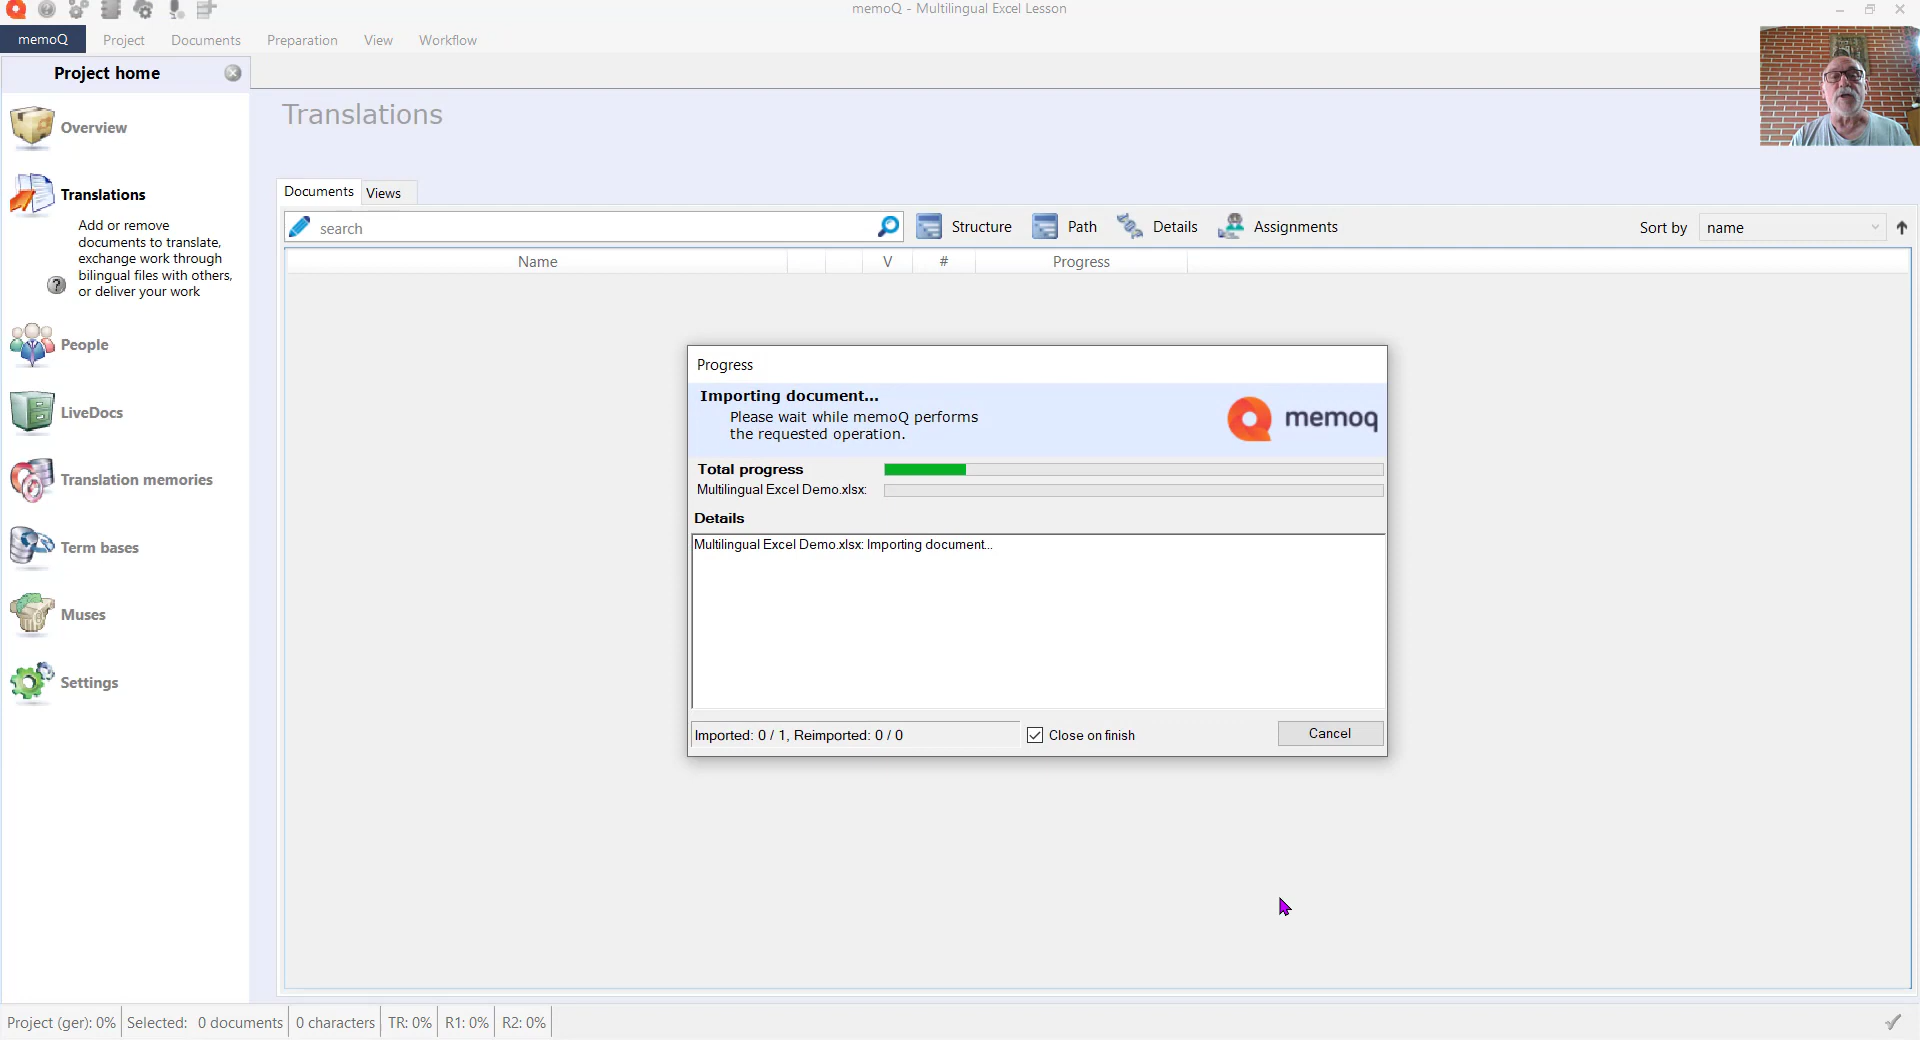 memoQ - Multilingual Excel Lesson
memoQ
Project
Documents
Preparation
View
Workflow
Project home
Translations
Overview
Translations
Add or remove
documents to translate,
exchange work through
bilingual files with others,
or deliver your work
People
LiveDocs
Translation memories
Term bases
Muses
Settings
Documents
Views
search
Structure
Path
Details
Assignments
Sort by
name
Name
V
#
Progress
Progress
Importing document...
Please wait while memoQ performs
the requested operation.
memoq
Total progress
Multilingual Excel Demo.xlsx:
Details
Multilingual Excel Demo.xlsx: Importing document...
Imported: 0 / 1, Reimported: 0 / 0
Close on finish
Cancel
Project (ger): 0%
Selected: 0 documents
0 characters
TR: 0%
R1: 0%
R2: 0%